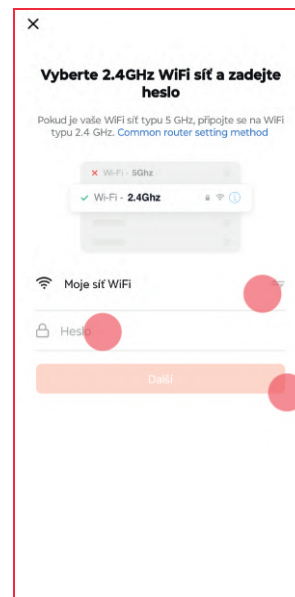 Vyberte 2.4GHz WiFi síť a zadejte
heslo
Pokud je vaše WiFi síť typu 5 GHz, připojte se na WiFi
typu 2.4 GHz. Common router setting method
Wi-Fi - 5Ghz
Wi-Fi - 2.4Ghz
Moje síť WiFi
Heslo
Další